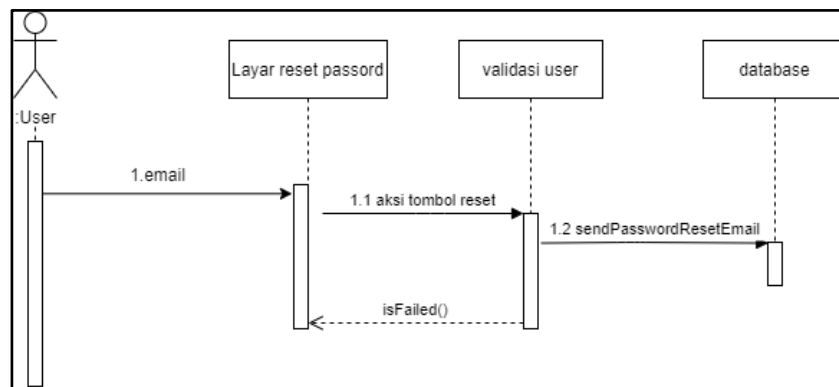 Layar reset passord
validasi user
database
:User
1.email
1.1 aksi tombol reset
1.2 sendPasswordResetEmail
isFailed()